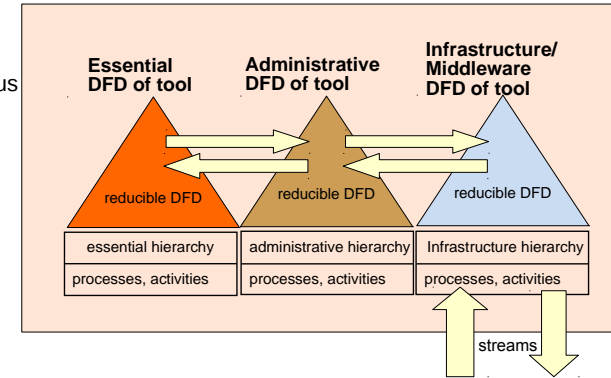 us
Essential
DFD of tool
Administrative
DFD of tool
Infrastructure/
Middleware
DFD of tool
reducible DFD
reducible DFD
reducible DFD
essential hierarchy
administrative hierarchy
Infrastructure hierarchy
processes, activities
processes, activities
processes, activities
streams